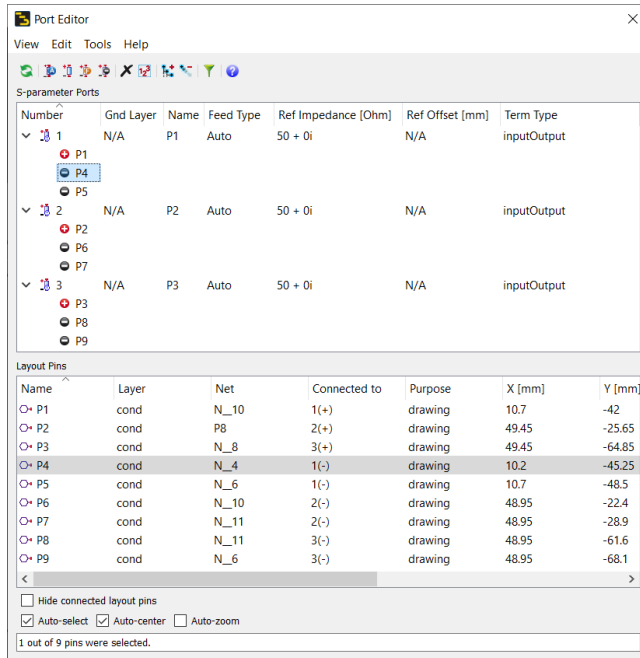 Port Editor
View Edit Tools Help
S-parameter Ports
Number Gnd Layer Name Feed Type Ref Impedance [Ohm] Ref Offset [mm] Term Type
1 N/A P1 Auto 50 + 0i N/A inputOutput
P1
P4
P5
2 N/A P2 Auto 50 + 0i N/A inputOutput
P2
P6
P7
3 N/A P3 Auto 50 + 0i N/A inputOutput
P3
P8
P9
Layout Pins
Name Layer Net Connected to Purpose X [mm] Y [mm]
P1 cond N__10 1(+) drawing 10.7 -42
P2 cond P8 2(+) drawing 49.45 -25.65
P3 cond N__8 3(+) drawing 49.45 -64.85
P4 cond N__4 1(-) drawing 10.2 -45.25
P5 cond N__6 1(-) drawing 10.7 -48.5
P6 cond N__10 2(-) drawing 48.95 -22.4
P7 cond N__11 2(-) drawing 48.95 -28.9
P8 cond N__11 3(-) drawing 48.95 -61.6
P9 cond N__6 3(-) drawing 48.95 -68.1
Hide connected layout pins
Auto-select Auto-center Auto-zoom
1 out of 9 pins were selected.